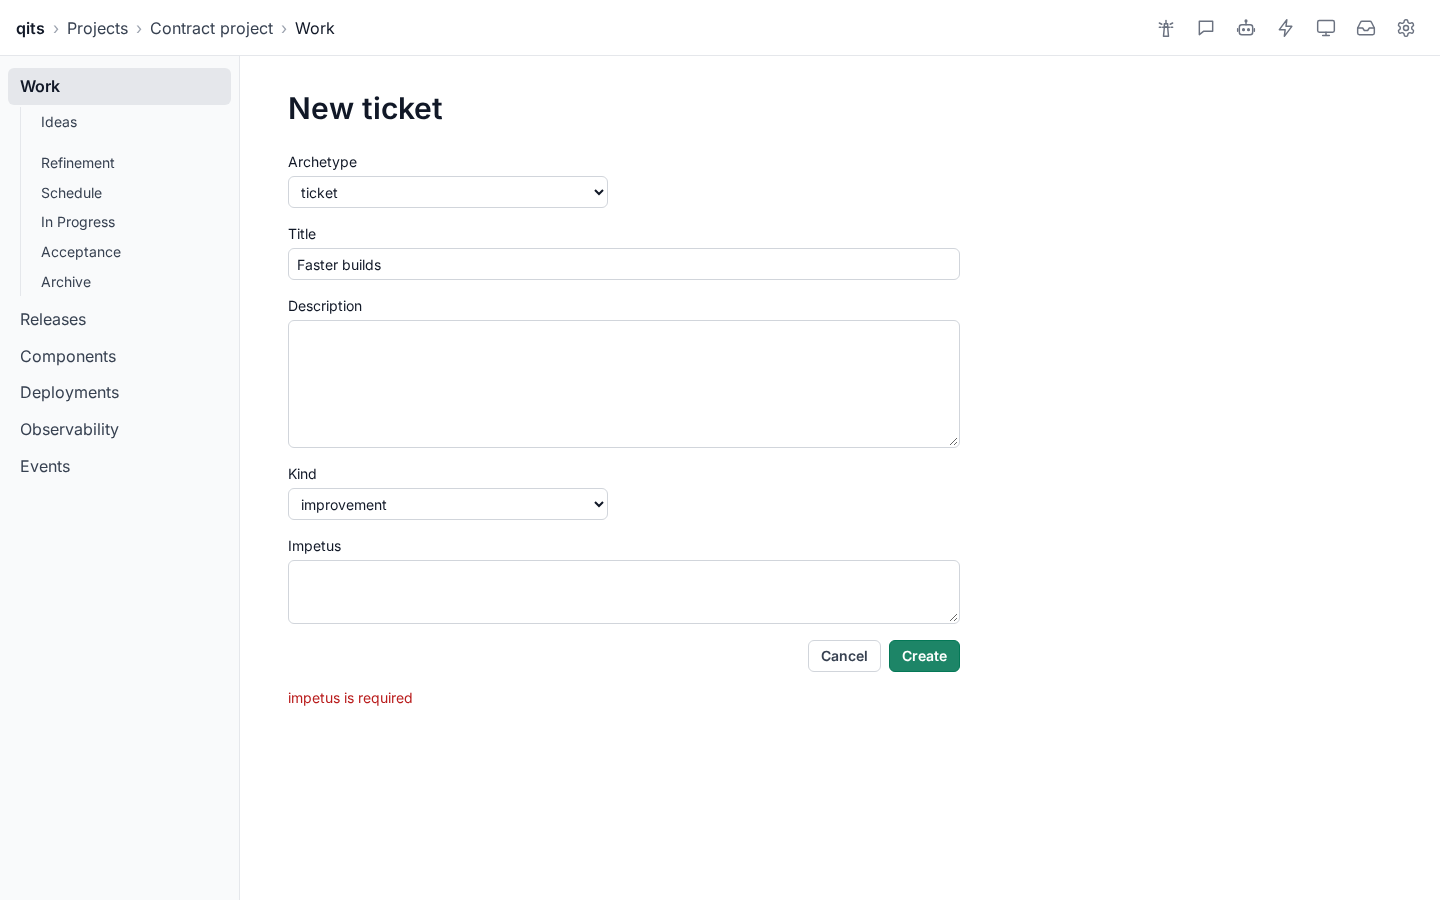 qits › Projects › Contract project › Work
Work
Ideas
Refinement
Schedule
In Progress
Acceptance
Archive
Releases
Components
Deployments
Observability
Events
New ticket
Archetype
ticket
Title
Faster builds
Description
Kind
improvement
Impetus
Cancel Create
impetus is required